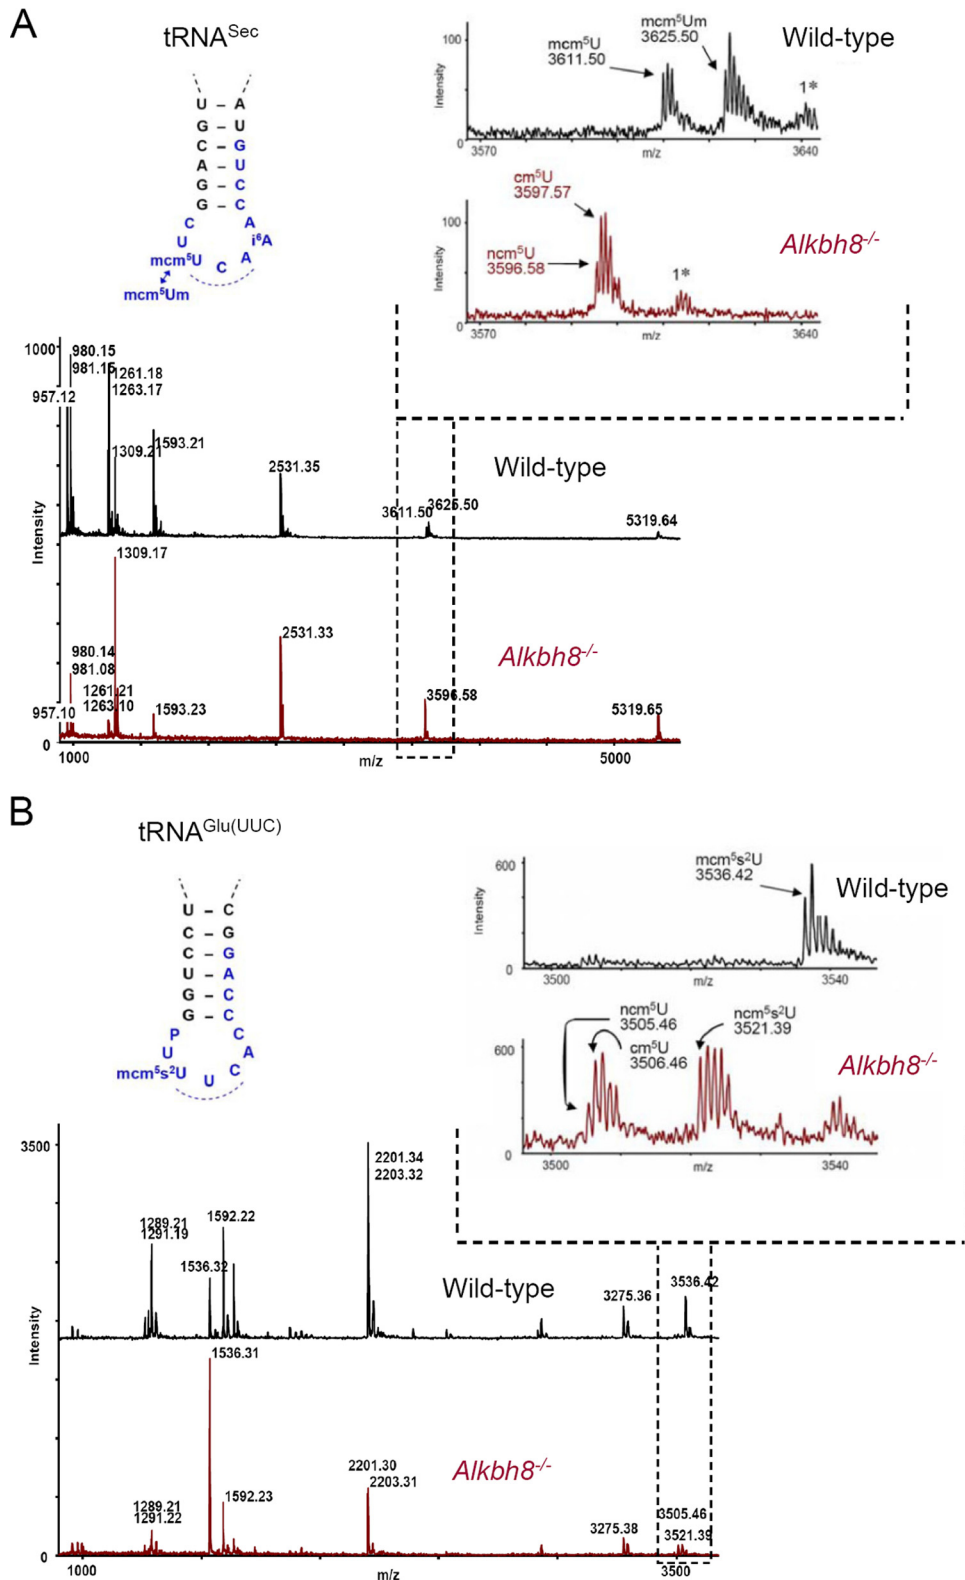 A
tRNA^Sec
U – A
G – U
C – G
A – U
G – C
G – C
C A
U i⁶A
mcm⁵U C A
mcm⁵Um
mcm⁵U
3611.50
mcm⁵Um
3625.50
Wild-type
1*
100
Intensity
0
3570 m/z 3640
cm⁵U
3597.57
ncm⁵U
3596.58
Alkbh8⁻/⁻
1*
100
Intensity
0
3570 m/z 3640
1000
980.15
981.15
957.12
1261.18
1263.17
1309.21
1593.21
2531.35
Wild-type
3611.50
3625.50
5319.64
Intensity
1309.17
980.14
981.08
957.10
1261.21
1263.10
1593.23
2531.33
Alkbh8⁻/⁻
3596.58
5319.65
0
1000 m/z 5000
B
tRNA^Glu(UUC)
U – C
C – G
C – G
U – A
G – C
G – C
P C
U A
mcm⁵s²U U C
mcm⁵s²U
3536.42
Wild-type
600
Intensity
0
3500 m/z 3540
ncm⁵U
3505.46
cm⁵U
3506.46
ncm⁵s²U
3521.39
Alkbh8⁻/⁻
600
Intensity
0
3500 m/z 3540
3500
1289.21
1291.19
1536.32
1592.22
2201.34
2203.32
Wild-type
3275.36
3536.42
Intensity
1536.31
1289.21
1291.22
1592.23
2201.30
2203.31
Alkbh8⁻/⁻
3275.38
3505.46
3521.39
0
1000 m/z 3500